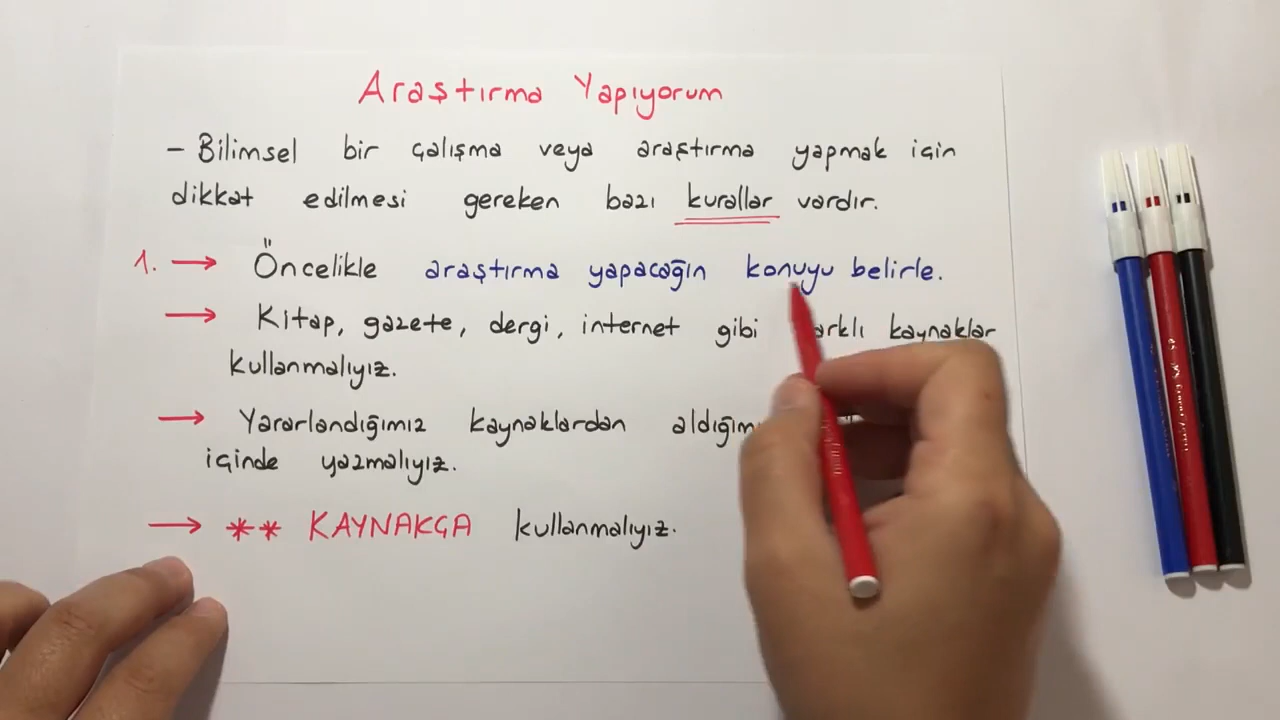 Araştırma Yapıyorum
- Bilimsel bir çalışma veya araştırma yapmak için
dikkat edilmesi gereken bazı kurallar vardır.
1. → Öncelikle araştırma yapacağın konuyu belirle.
→ Kitap, gazete, dergi, internet gibi kaynaklar
kullanmalıyız.
→ Yararlandığımız kaynaklardan
içinde yazmalıyız.
→ ** KAYNAKÇA kullanmalıyız.